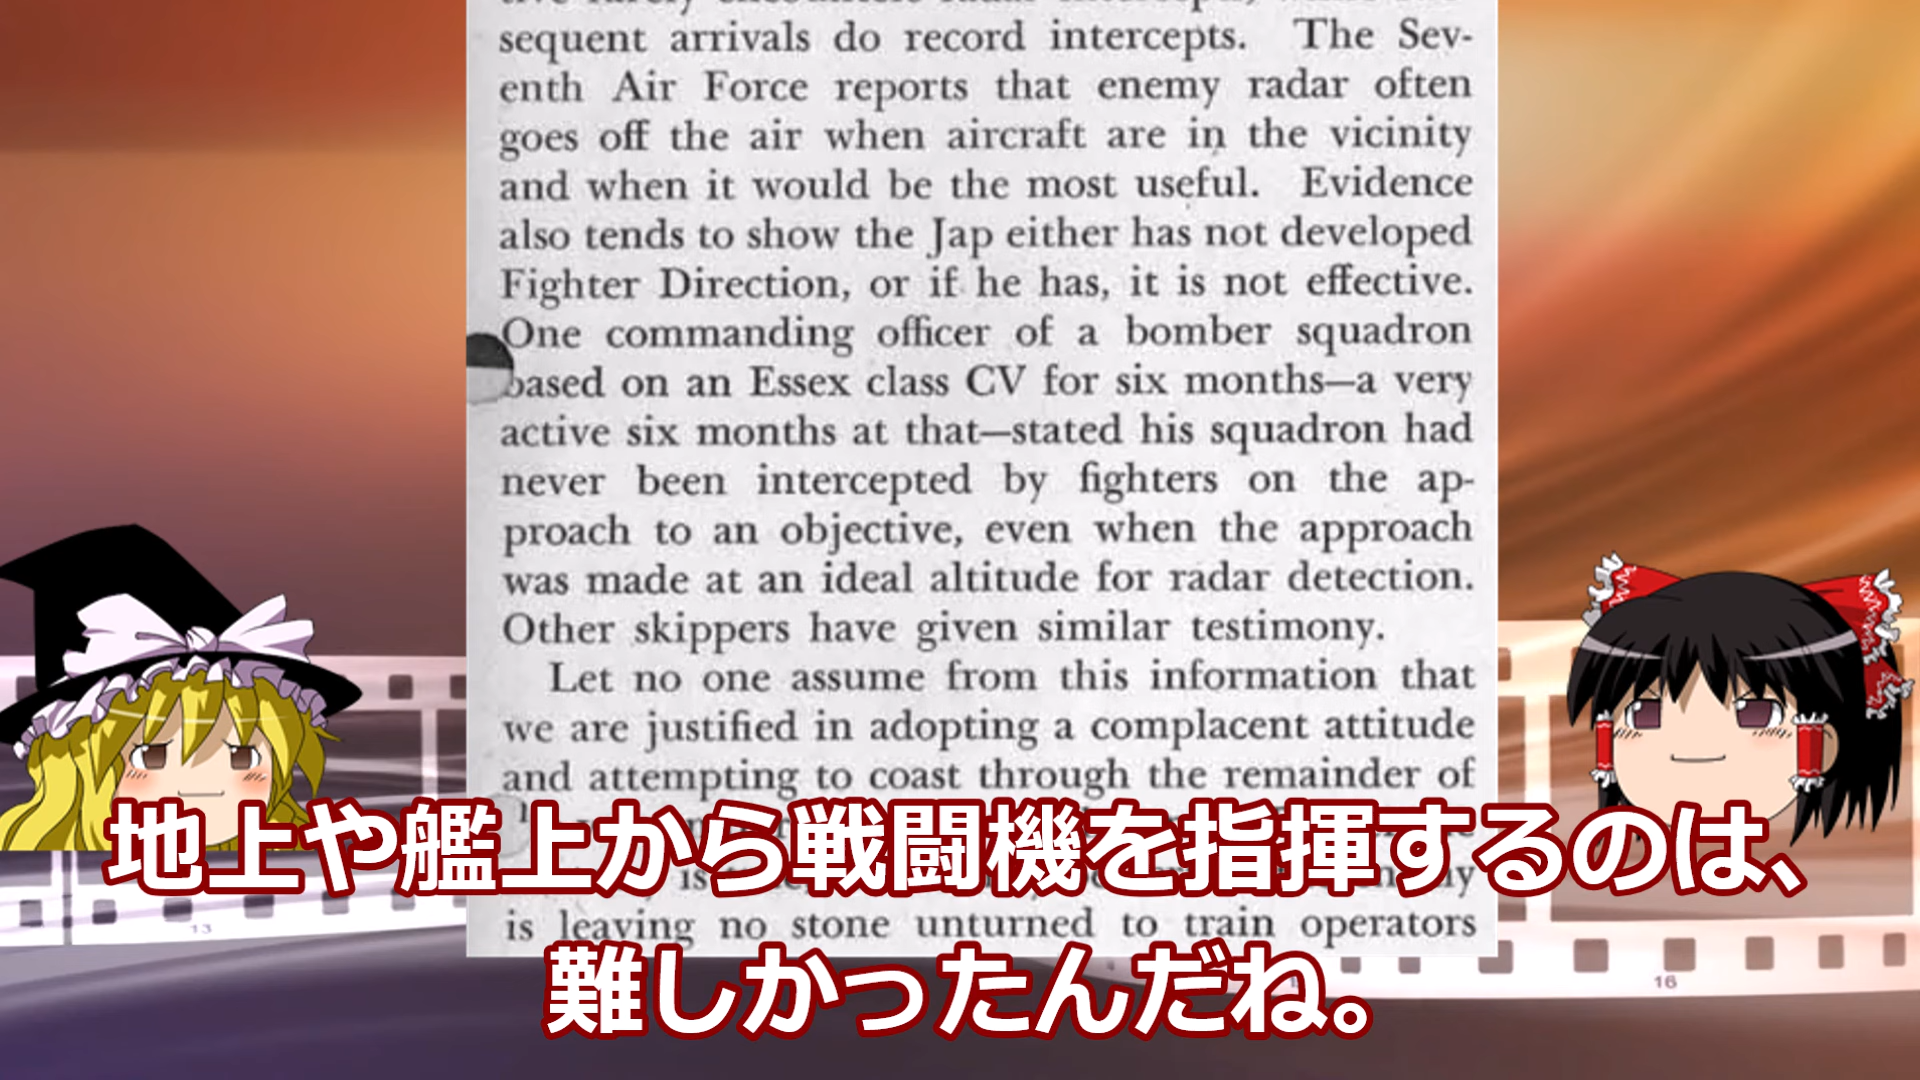 sequent arrivals do record intercepts. The Sev-
enth Air Force reports that enemy radar often
goes off the air when aircraft are in the vicinity
and when it would be the most useful. Evidence
also tends to show the Jap either has not developed
Fighter Direction, or if he has, it is not effective.
One commanding officer of a bomber squadron
based on an Essex class CV for six months—a very
active six months at that—stated his squadron had
never been intercepted by fighters on the ap-
proach to an objective, even when the approach
was made at an ideal altitude for radar detection.
Other skippers have given similar testimony.
Let no one assume from this information that
we are justified in adopting a complacent attitude
and attempting to coast through the remainder of
is leaving no stone unturned to train operators
地上や艦上から戦闘機を指揮するのは、
難しかったんだね。
13
16